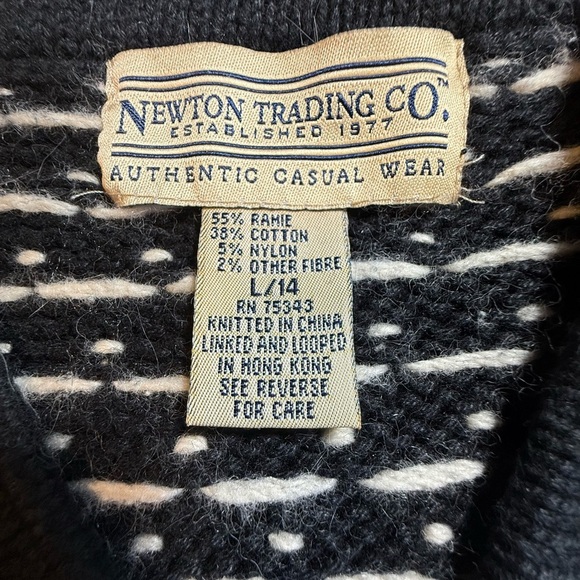 NEWTON TRADING CO.™
ESTABLISHED 1977
AUTHENTIC CASUAL WEAR
55% RAMIE
38% COTTON
5% NYLON
2% OTHER FIBRE
L/14
RN 75343
KNITTED IN CHINA
LINKED AND LOOPED
IN HONG KONG
SEE REVERSE
FOR CARE